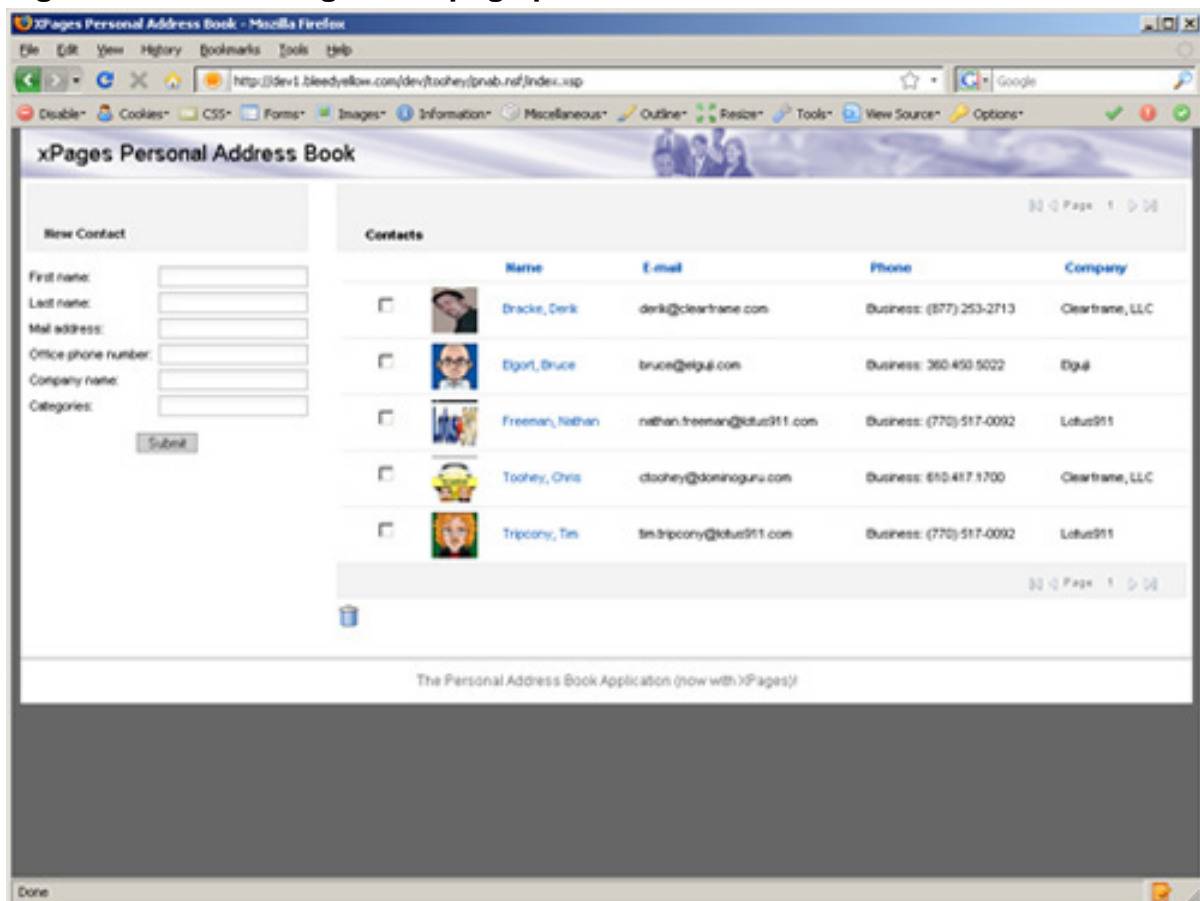 XPages Personal Address Book - Mozilla Firefox
File Edit View History Bookmarks Tools Help
http://dev1.bleedyellow.com/dev/toohey/pnab.nsf/index.xsp
Google
Disable Cookies CSS Forms Images Information Miscellaneous Outline Resize Tools View Source Options
xPages Personal Address Book
Page 1
New Contact
Contacts
Name E-mail Phone Company
First name:
Last name:
Mail address:
Office phone number:
Company name:
Categories:
Submit
Bracke, Derik derik@clearframe.com Business: (877) 253-2713 Clearframe, LLC
Elgort, Bruce bruce@elguji.com Business: 360.450.5022 Elguji
Freeman, Nathan nathan.freeman@lotus911.com Business: (770) 517-0092 Lotus911
Toohey, Chris ctoohey@dominoguru.com Business: 610.417.1700 Clearframe, LLC
Tripcony, Tim tim.tripcony@lotus911.com Business: (770) 517-0092 Lotus911
Page 1
The Personal Address Book Application (now with XPages)!
Done